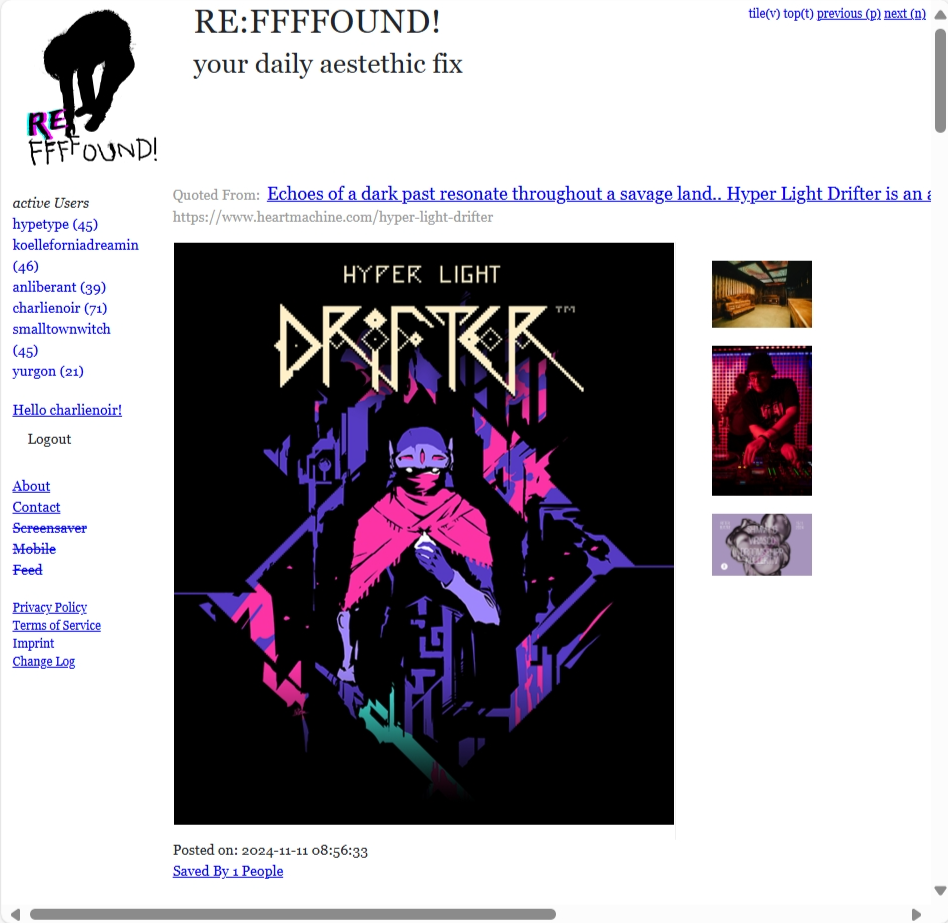 RE:FFFFOUND!
your daily aestethic fix
tile(v) top(t) previous (p) next (n)
RE
FFFFOUND!
active Users
hypetype (45)
koelleforniadreamin
(46)
anliberant (39)
charlienoir (71)
smalltownwitch
(45)
yurgon (21)
Hello charlienoir!
Logout
About
Contact
Screensaver
Mobile
Feed
Privacy Policy
Terms of Service
Imprint
Change Log
Quoted From: Echoes of a dark past resonate throughout a savage land.. Hyper Light Drifter is an a
https://www.heartmachine.com/hyper-light-drifter
HYPER LIGHT
DRIFTER™
Posted on: 2024-11-11 08:56:33
Saved By 1 People